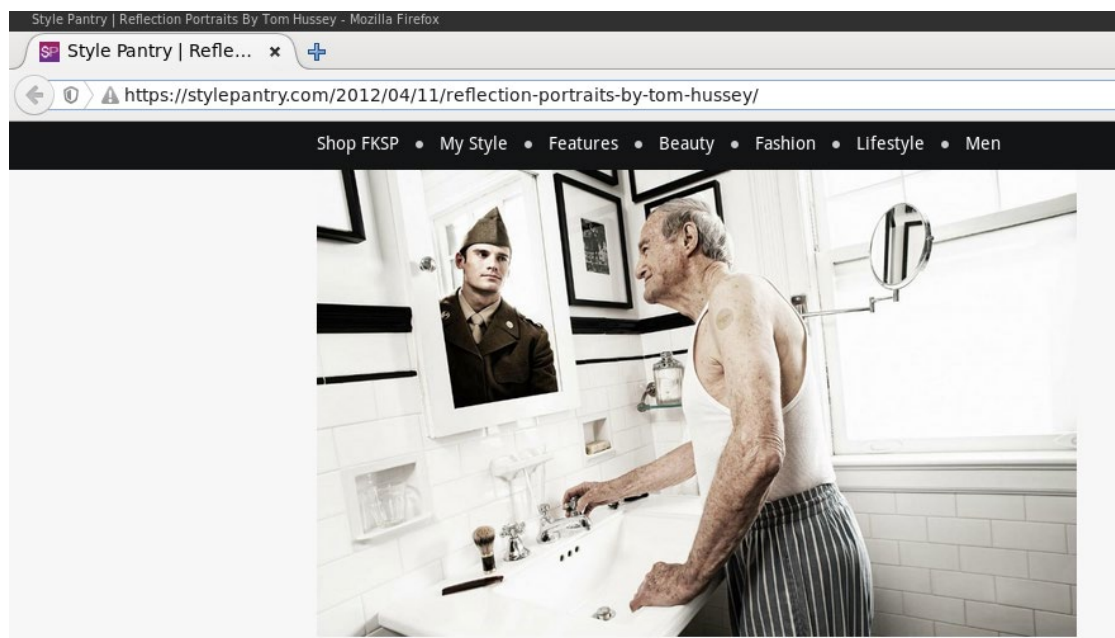 Style Pantry | Reflection Portraits By Tom Hussey - Mozilla Firefox
SP Style Pantry | Refle... ×
https://stylepantry.com/2012/04/11/reflection-portraits-by-tom-hussey/
Shop FKSP • My Style • Features • Beauty • Fashion • Lifestyle • Men